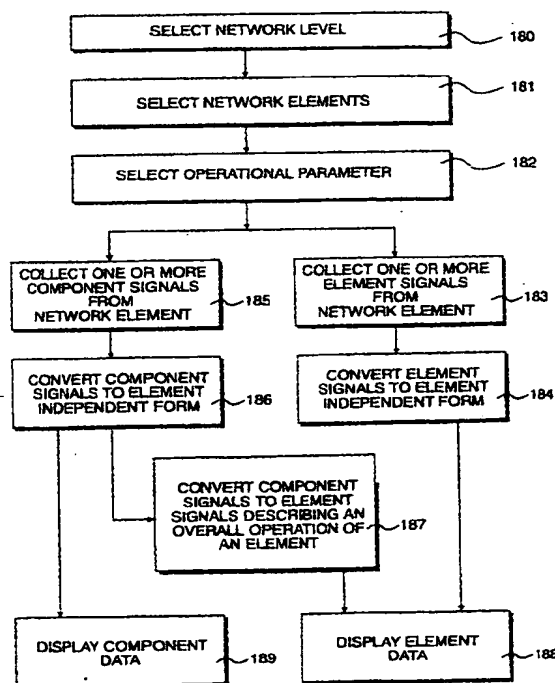 SELECT NETWORK LEVEL
180
SELECT NETWORK ELEMENTS
181
SELECT OPERATIONAL PARAMETER
182
COLLECT ONE OR MORE
COMPONENT SIGNALS
FROM
NETWORK ELEMENT
185
COLLECT ONE OR MORE
ELEMENT SIGNALS
FROM
NETWORK ELEMENT
183
CONVERT COMPONENT
SIGNALS TO ELEMENT
INDEPENDENT FORM
186
CONVERT ELEMENT
SIGNALS TO ELEMENT
INDEPENDENT FORM
184
CONVERT COMPONENT
SIGNALS TO ELEMENT
SIGNALS DESCRIBING AN
OVERALL OPERATION OF
AN ELEMENT
187
DISPLAY COMPONENT
DATA
189
DISPLAY ELEMENT
DATA
188